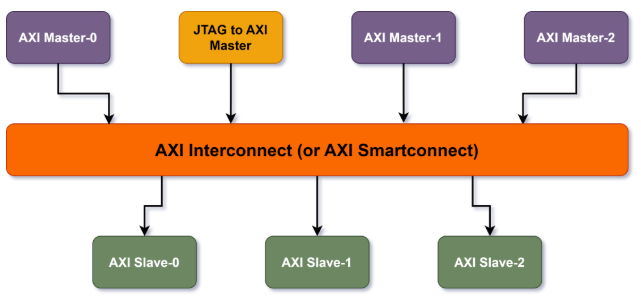 AXI Master-0
JTAG to AXI
Master
AXI Master-1
AXI Master-2
AXI Interconnect (or AXI Smartconnect)
AXI Slave-0
AXI Slave-1
AXI Slave-2